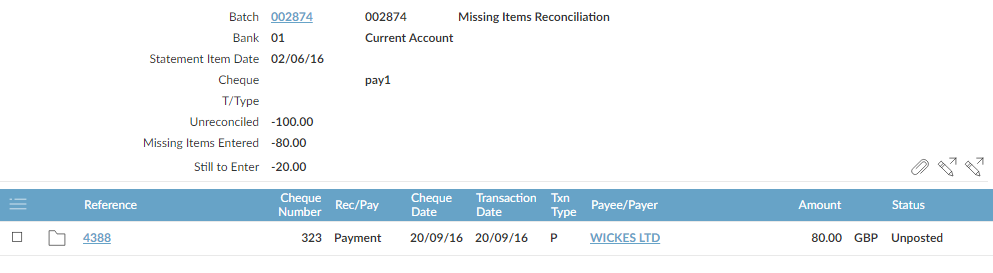 Batch 002874 002874 Missing Items Reconciliation
Bank 01 Current Account
Statement Item Date 02/06/16
Cheque pay1
T/Type
Unreconciled -100.00
Missing Items Entered -80.00
Still to Enter -20.00
Reference Cheque Number Rec/Pay Cheque Date Transaction Date Txn Type Payee/Payer Amount Status
4388 323 Payment 20/09/16 20/09/16 P WICKES LTD 80.00 GBP Unposted